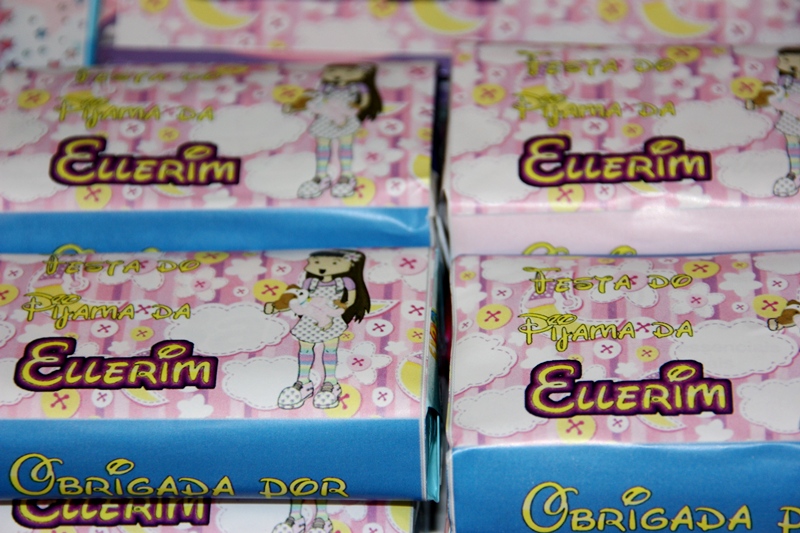 Festa do
Pijama da
Ellerim
Festa do
Pijama da
Ellerim
Festa do
Pijama da
Ellerim
Obrigada por
Festa do
Pijama da
Ellerim
Obrigada
Ellerim